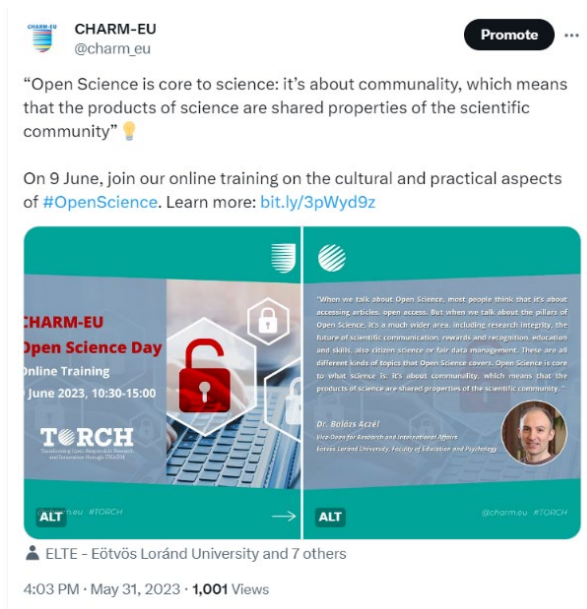 CHARM-EU
@charm_eu
Promote
“Open Science is core to science: it’s about communality, which means
that the products of science are shared properties of the scientific
community”
On 9 June, join our online training on the cultural and practical aspects
of #OpenScience. Learn more: bit.ly/3pWyd9z
CHARM-EU
Open Science Day
Online Training
June 2023, 10:30-15:00
TORCH
Transforming Open, Responsible Research
and Innovation through CHARM
ALT
#TORCH
"When we talk about Open Science, most people think that it's about
accessing articles, open access. But when we talk about the pillars of
Open Science, it's a much wider area, including research integrity, the
future of scientific communication, rewards and recognition, education
and skills, also citizen science or fair data management. These are all
different kinds of topics that Open Science covers. Open Science is core
to what science is: it's about communality, which means that the
products of science are shared properties of the scientific community. "
Dr. Balázs Aczél
Vice-Dean for Research and International Affairs
Eötvös Loránd University, Faculty of Education and Psychology
ALT
@charm.eu #TORCH
ELTE - Eötvös Loránd University and 7 others
4:03 PM · May 31, 2023 · 1,001 Views